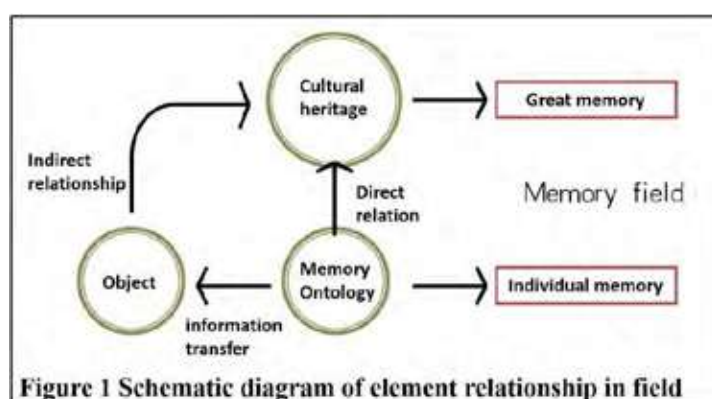 Cultural
heritage
Great memory
Indirect
relationship
Direct
relation
Memory field
Object
Memory
Ontology
Individual memory
information
transfer
Figure 1 Schematic diagram of element relationship in field